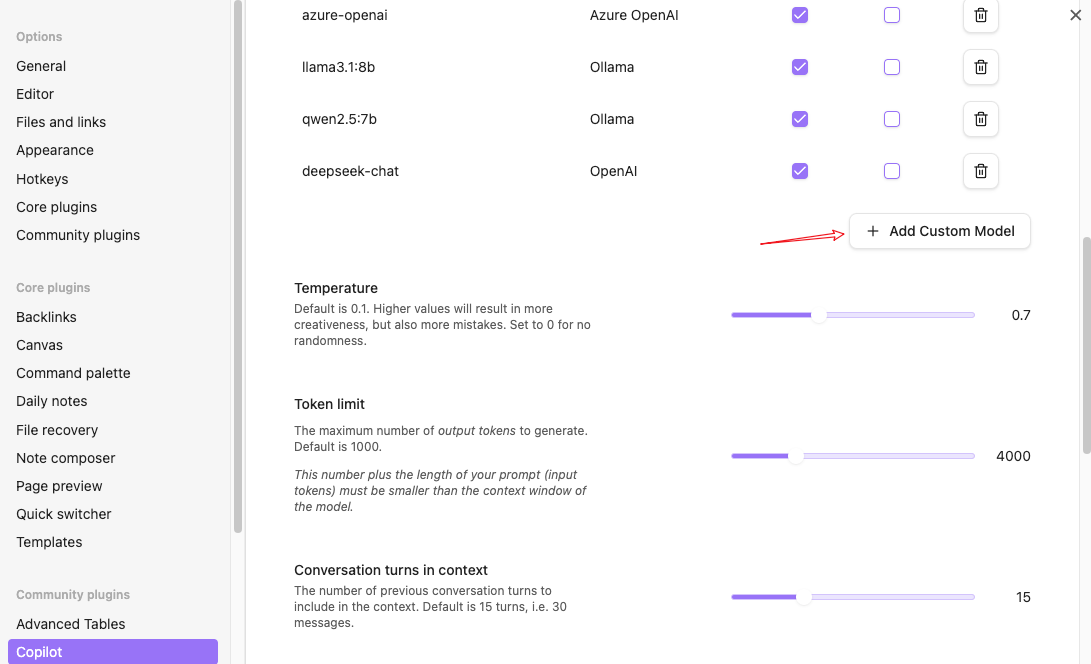 Options
General
Editor
Files and links
Appearance
Hotkeys
Core plugins
Community plugins
Core plugins
Backlinks
Canvas
Command palette
Daily notes
File recovery
Note composer
Page preview
Quick switcher
Templates
Community plugins
Advanced Tables
Copilot
azure-openai Azure OpenAI
llama3.1:8b Ollama
qwen2.5:7b Ollama
deepseek-chat OpenAI
+ Add Custom Model
Temperature
Default is 0.1. Higher values will result in more
creativeness, but also more mistakes. Set to 0 for no
randomness.
0.7
Token limit
The maximum number of output tokens to generate.
Default is 1000.
This number plus the length of your prompt (input
tokens) must be smaller than the context window of
the model.
4000
Conversation turns in context
The number of previous conversation turns to
include in the context. Default is 15 turns, i.e. 30
messages.
15